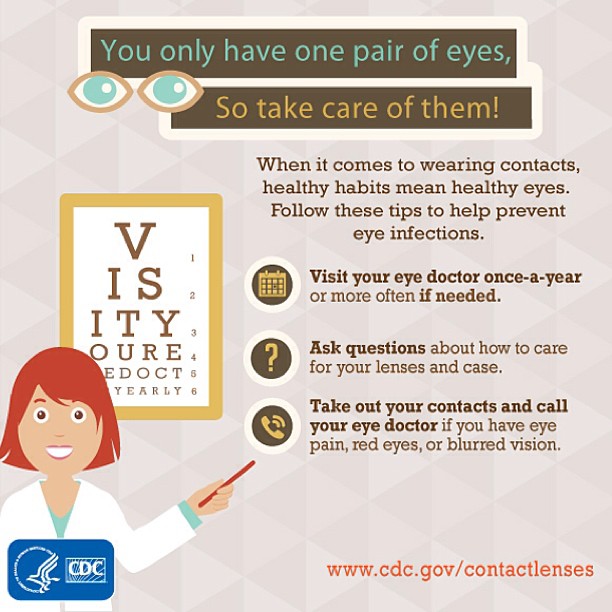 You only have one pair of eyes,
So take care of them!
When it comes to wearing contacts,
healthy habits mean healthy eyes.
Follow these tips to help prevent
eye infections.
V 1
IS 2
ITY 3
OURE 4
EDOCT 5
YEARLY 6
Visit your eye doctor once-a-year
or more often if needed.
Ask questions about how to care
for your lenses and case.
Take out your contacts and call
your eye doctor if you have eye
pain, red eyes, or blurred vision.
CDC
www.cdc.gov/contactlenses